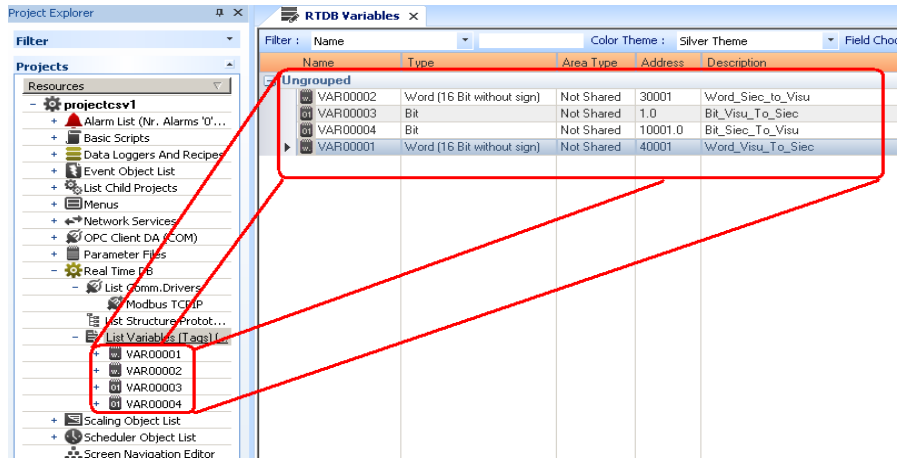 Project Explorer
Filter
Projects
Resources
projectcsv1
Alarm List (Nr. Alarms '0'...
Basic Scripts
Data Loggers And Recipes
Event Object List
List Child Projects
Menus
Network Services
OPC Client DA (COM)
Parameter Files
Real Time DB
List Comm.Drivers
Modbus TCPIP
List Structure Protot...
List Variables (Tags) (...
VAR00001
VAR00002
VAR00003
VAR00004
Scaling Object List
Scheduler Object List
Screen Navigation Editor
RTDB Variables
Filter : Name Color Theme : Silver Theme Field Choo
Name Type Area Type Address Description
Ungrouped
w. VAR00002 Word (16 Bit without sign) Not Shared 30001 Word_Siec_to_Visu
01 VAR00003 Bit Not Shared 1.0 Bit_Visu_To_Siec
01 VAR00004 Bit Not Shared 10001.0 Bit_Siec_To_Visu
w. VAR00001 Word (16 Bit without sign) Not Shared 40001 Word_Visu_To_Siec